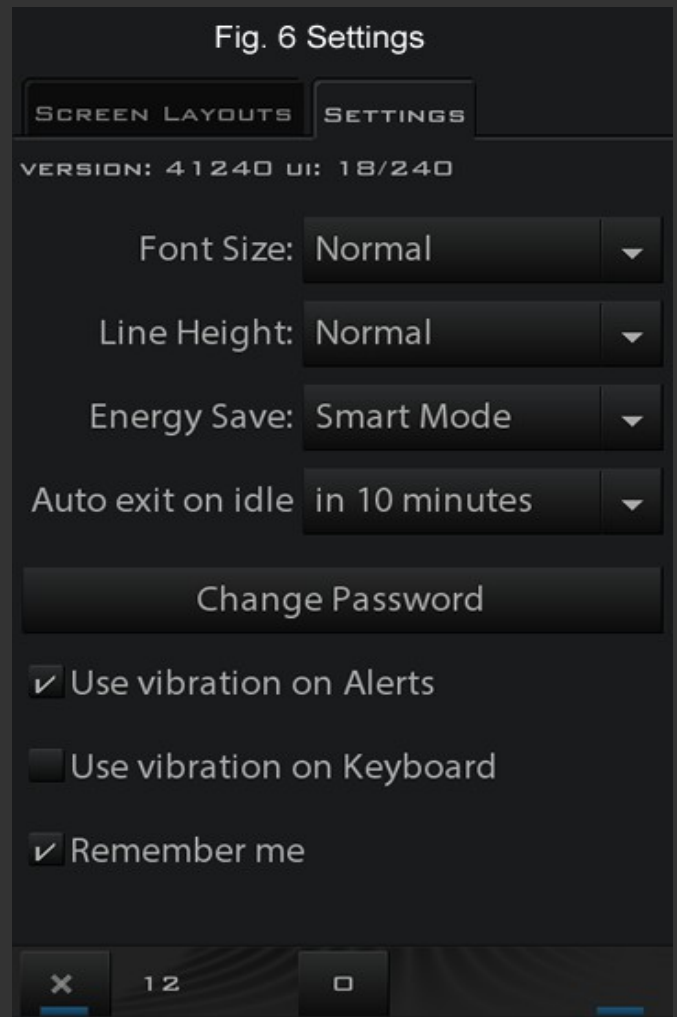 Fig. 6 Settings
SCREEN LAYOUTS SETTINGS
VERSION: 41240 UI: 18/240
Font Size: Normal
Line Height: Normal
Energy Save: Smart Mode
Auto exit on idle in 10 minutes
Change Password
Use vibration on Alerts
Use vibration on Keyboard
Remember me
12 0